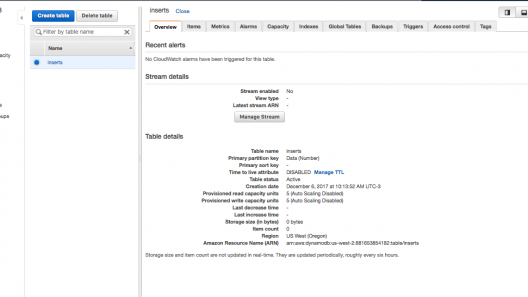 Create table
Delete table
Filter by table name
Name
inserts
acity
s
ups
inserts Close
Overview Items Metrics Alarms Capacity Indexes Global Tables Backups Triggers Access control Tags
Recent alerts
No CloudWatch alarms have been triggered for this table.
Stream details
Stream enabled No
View type -
Latest stream ARN -
Manage Stream
Table details
Table name inserts
Primary partition key Data (Number)
Primary sort key -
Time to live attribute DISABLED Manage TTL
Table status Active
Creation date December 6, 2017 at 10:13:52 AM UTC-3
Provisioned read capacity units 5 (Auto Scaling Disabled)
Provisioned write capacity units 5 (Auto Scaling Disabled)
Last decrease time -
Last increase time -
Storage size (in bytes) 0 bytes
Item count 0
Region US West (Oregon)
Amazon Resource Name (ARN) arn:aws:dynamodb:us-west-2:881653854182:table/inserts
Storage size and item count are not updated in real-time. They are updated periodically, roughly every six hours.